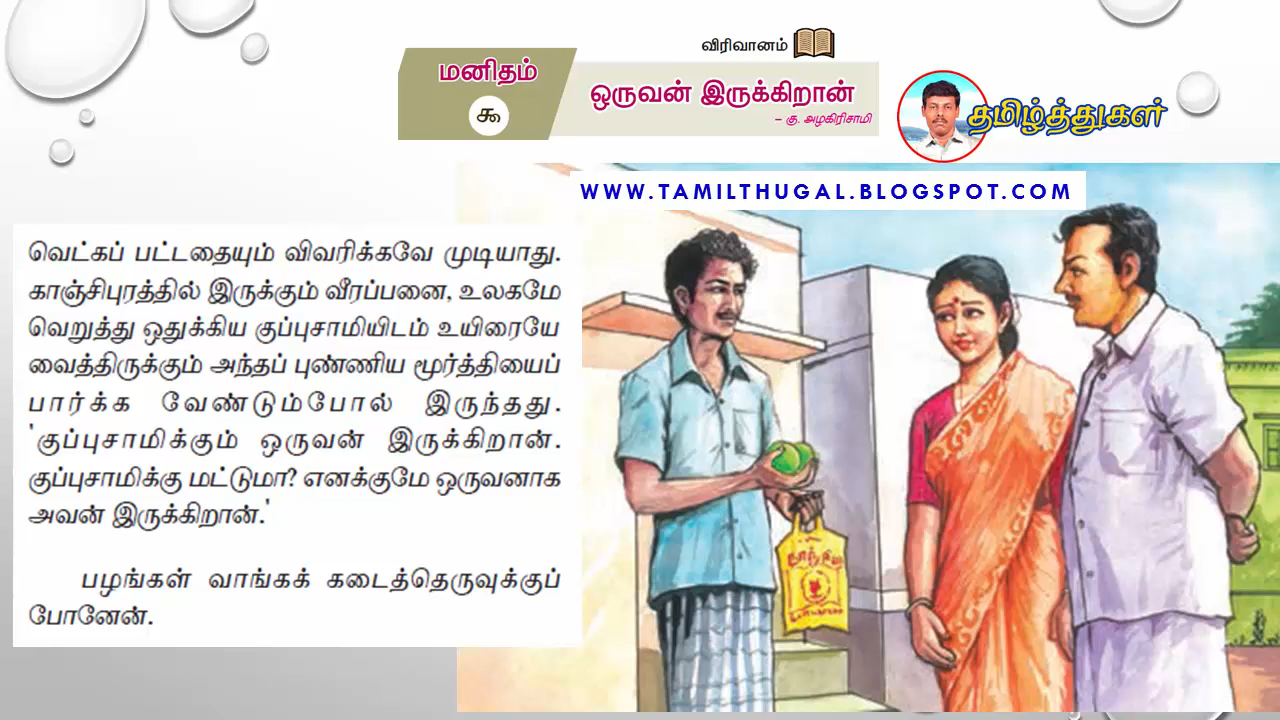 விரிவானம்
மனிதம்
௯
ஒருவன் இருக்கிறான்
– கு. அழகிரிசாமி
தமிழ்த்துகள்
WWW.TAMILTHUGAL.BLOGSPOT.COM
வெட்கப் பட்டதையும் விவரிக்கவே முடியாது.
காஞ்சிபுரத்தில் இருக்கும் வீரப்பனை, உலகமே
வெறுத்து ஒதுக்கிய குப்புசாமியிடம் உயிரையே
வைத்திருக்கும் அந்தப் புண்ணிய மூர்த்தியைப்
பார்க்க வேண்டும்போல் இருந்தது.
'குப்புசாமிக்கும் ஒருவன் இருக்கிறான்.
குப்புசாமிக்கு மட்டுமா? எனக்குமே ஒருவனாக
அவன் இருக்கிறான்.'
பழங்கள் வாங்கக் கடைத்தெருவுக்குப்
போனேன்.